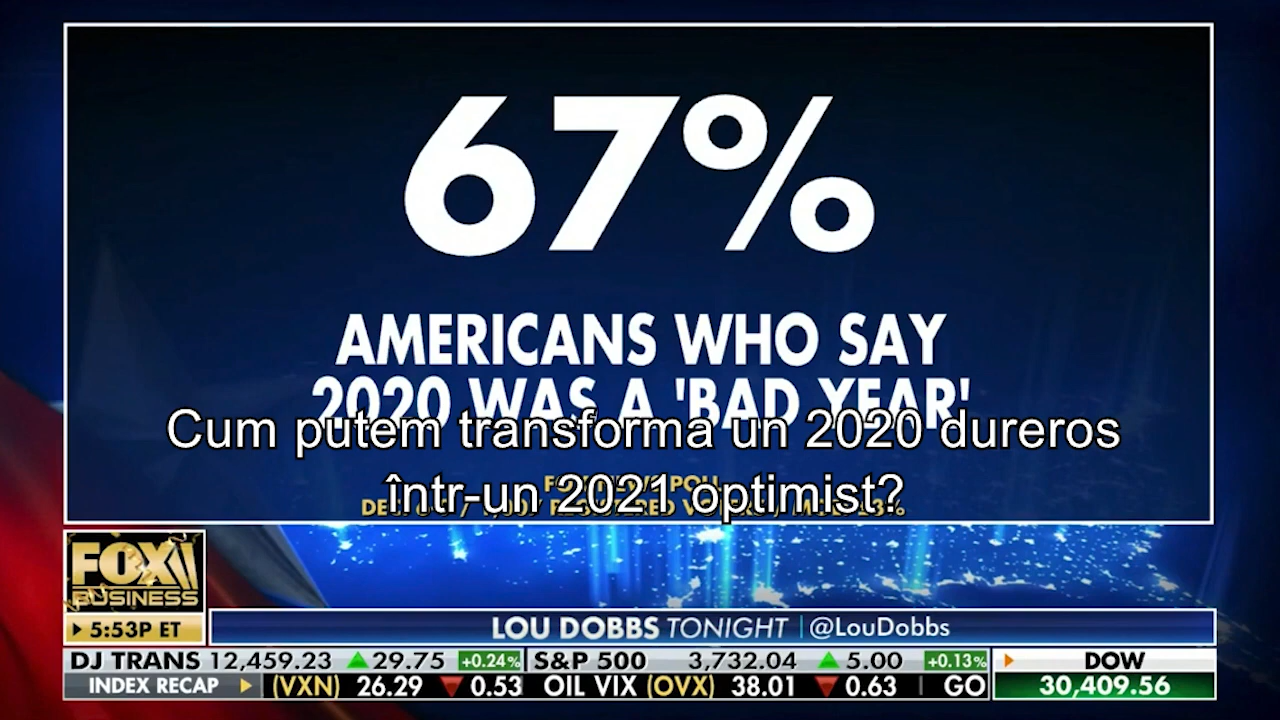 67%
AMERICANS WHO SAY
2020 WAS A 'BAD YEAR'
Cum putem transforma un 2020 dureros
într-un 2021 optimist?
REGISTERED
FOX
BUSINESS
5:53P ET
LOU DOBBS TONIGHT | @LouDobbs
DJ TRANS 12,459.23 ▲ 29.75 +0.24% S&P 500 3,732.04 ▲ 5.00 +0.13% DOW
INDEX RECAP (VXN) 26.29 ▼ 0.53 OIL VIX (OVX) 38.01 ▼ 0.63 | GO 30,409.56